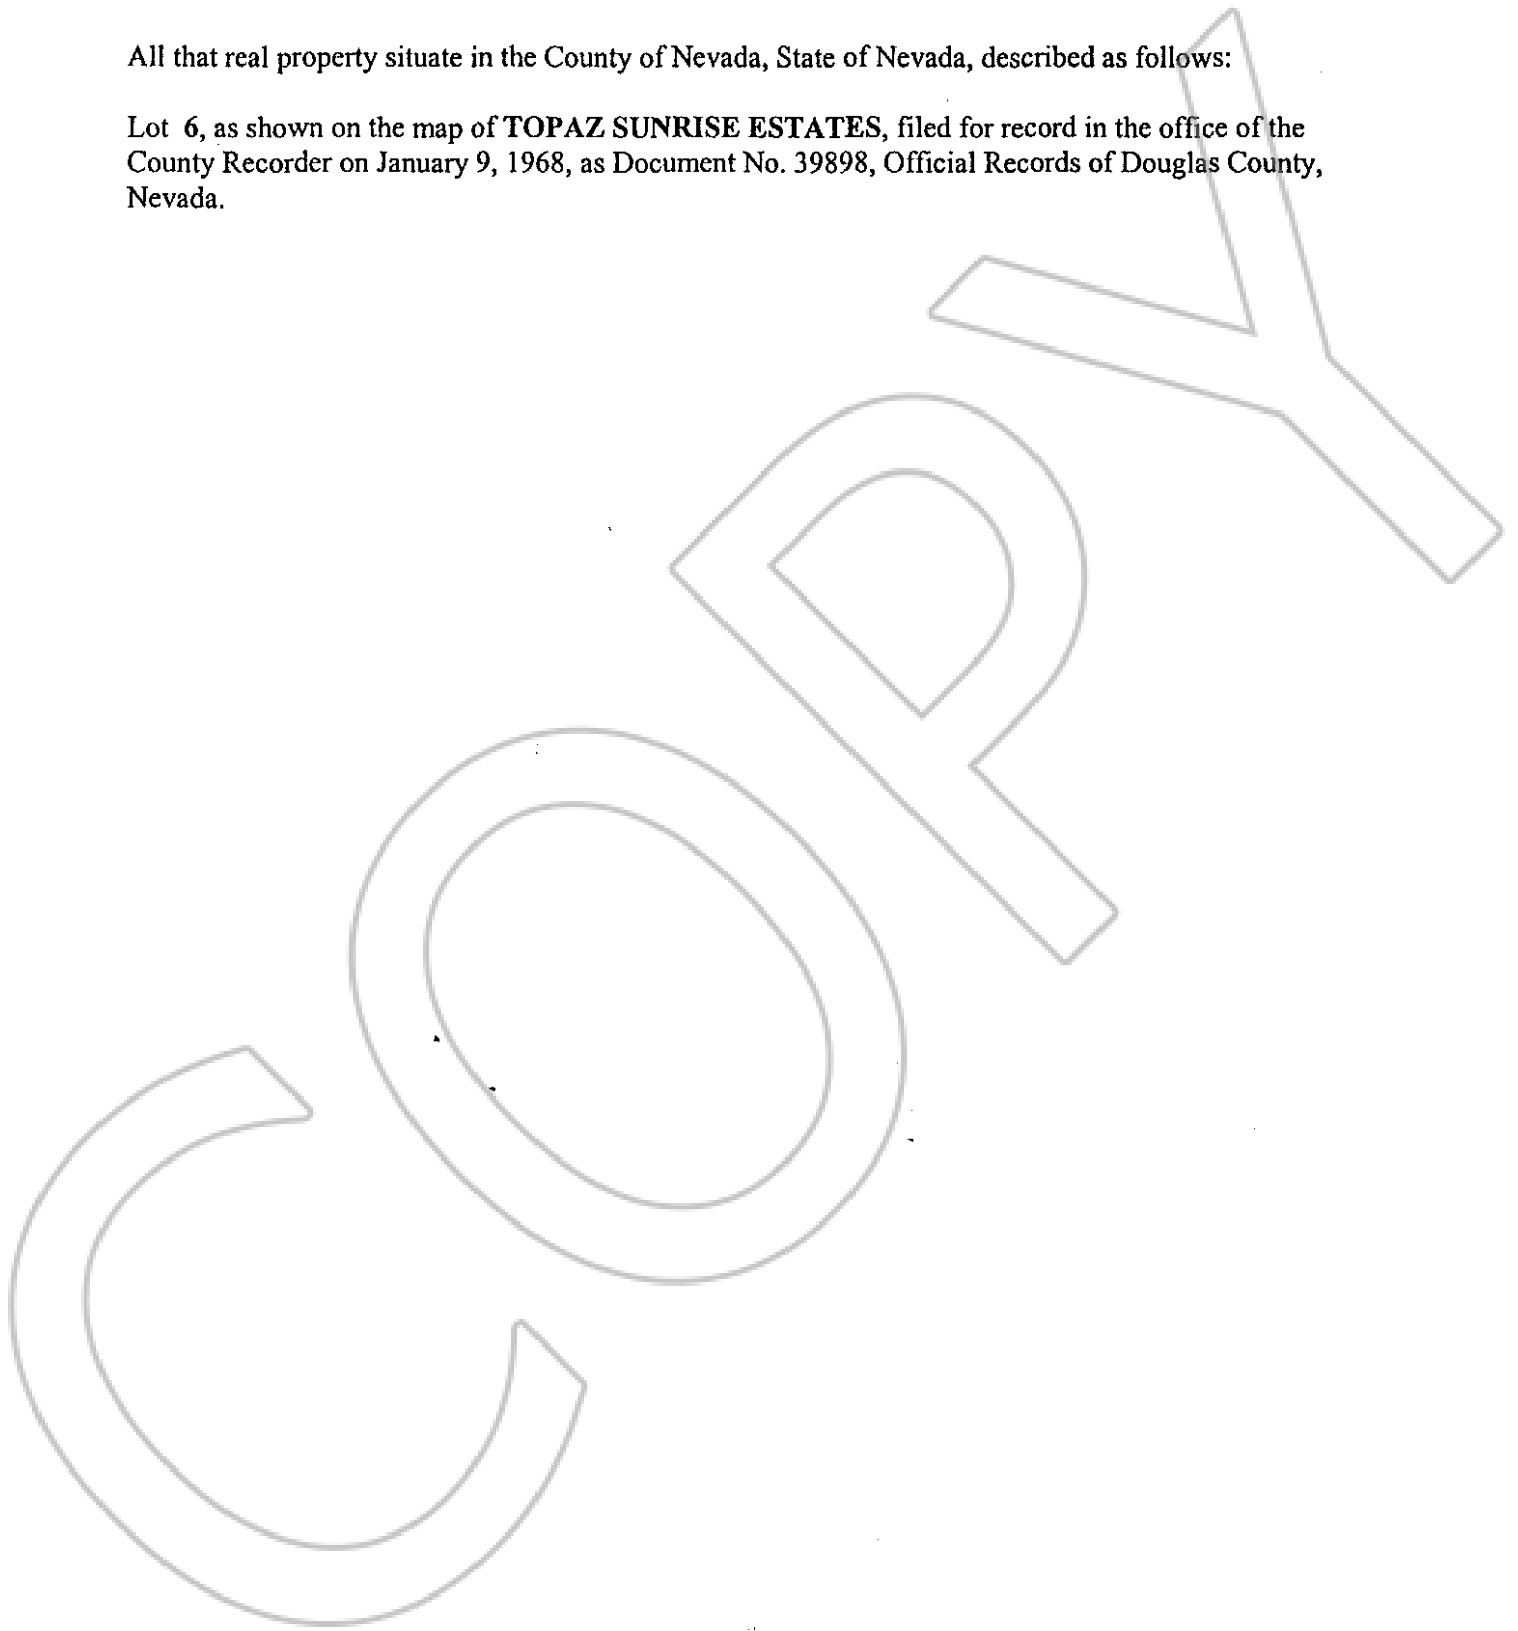 All that real property situate in the County of Nevada, State of Nevada, described as follows:
Lot 6, as shown on the map of TOPAZ SUNRISE ESTATES, filed for record in the office of the
County Recorder on January 9, 1968, as Document No. 39898, Official Records of Douglas County,
Nevada.
COPY